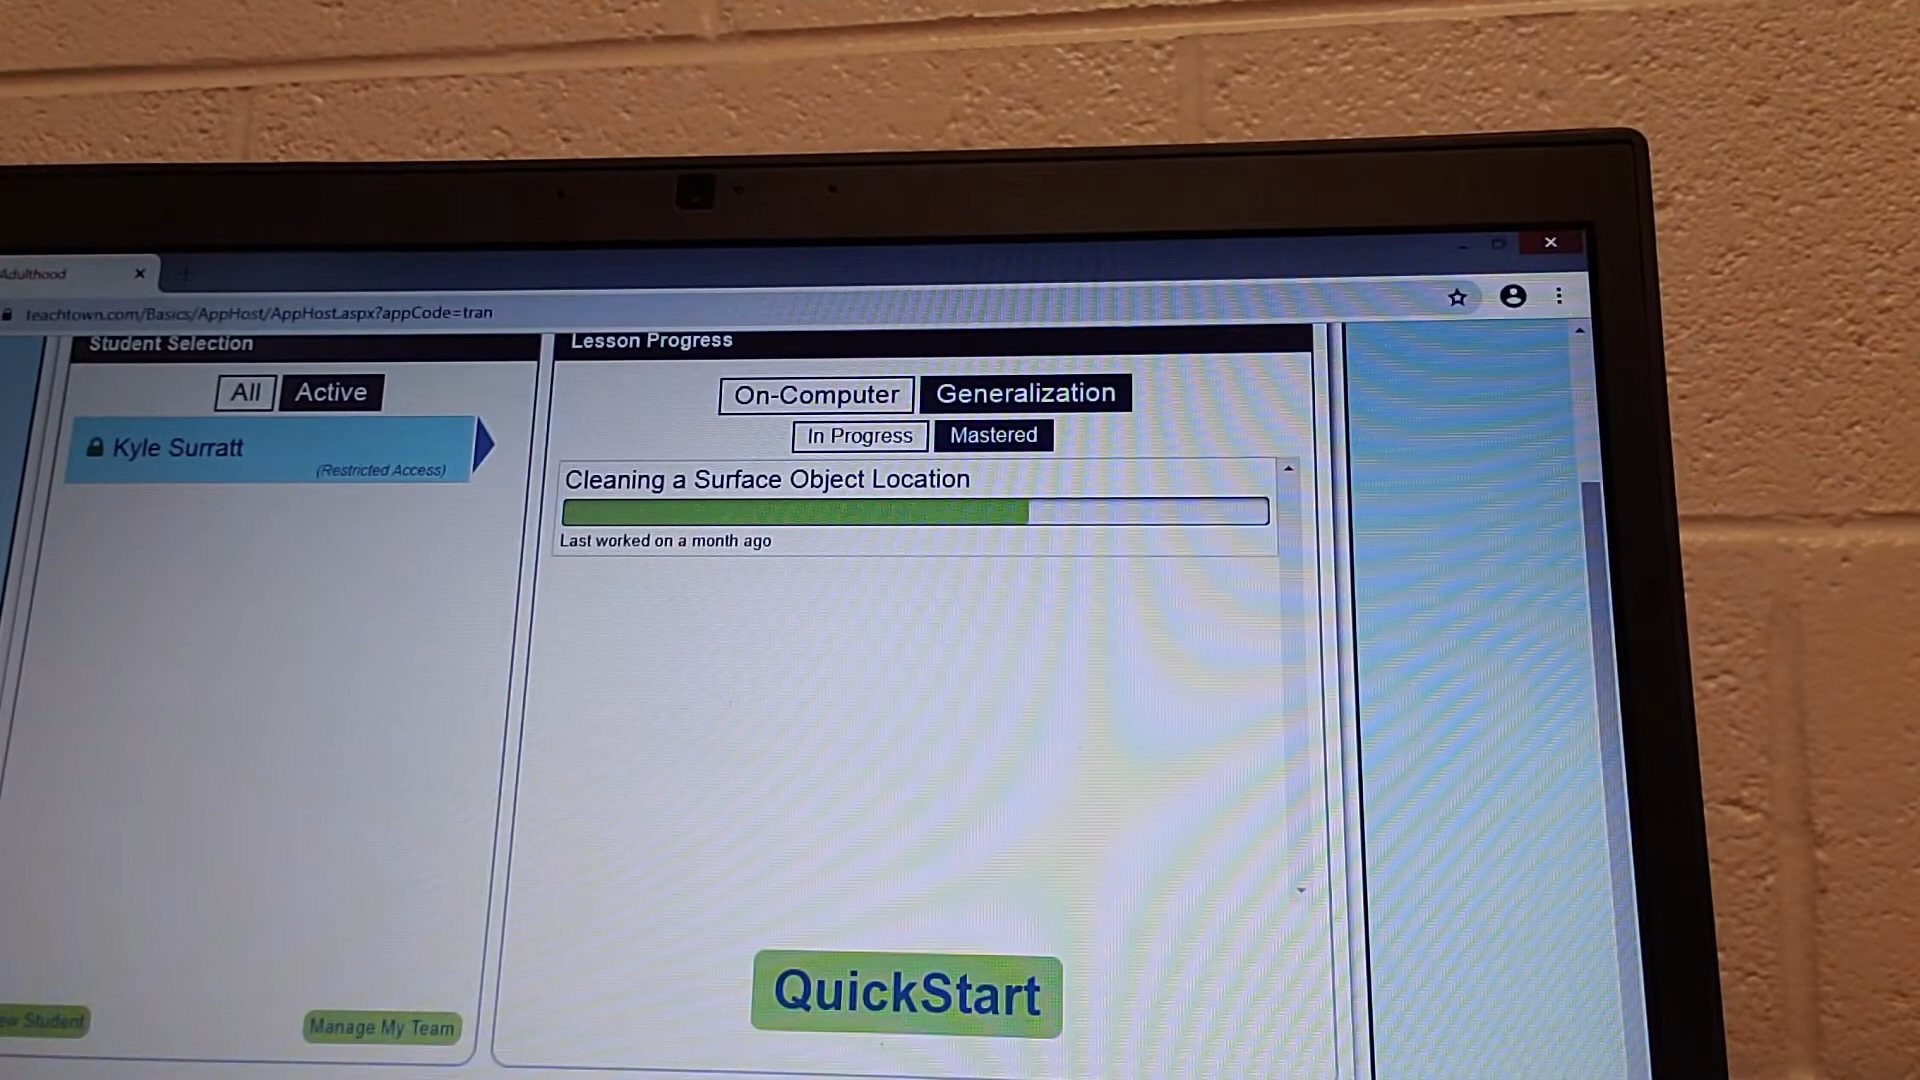 Adulthood
teachtown.com/Basics/AppHost/AppHost.aspx?appCode=tran
Student Selection
All
Active
Kyle Surratt
(Restricted Access)
Student
Manage My Team
Lesson Progress
On-Computer
Generalization
In Progress
Mastered
Cleaning a Surface Object Location
Last worked on a month ago
QuickStart